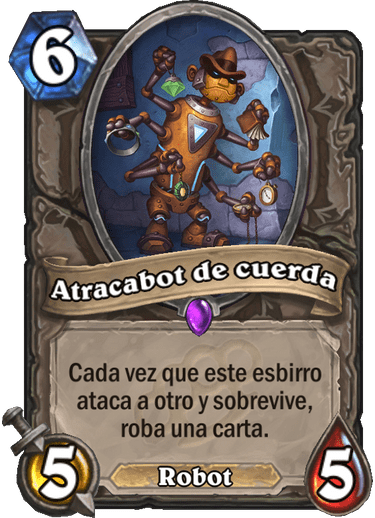 6
Atracabot de cuerda
Cada vez que este esbirro
ataca a otro y sobrevive,
roba una carta.
5
Robot
5